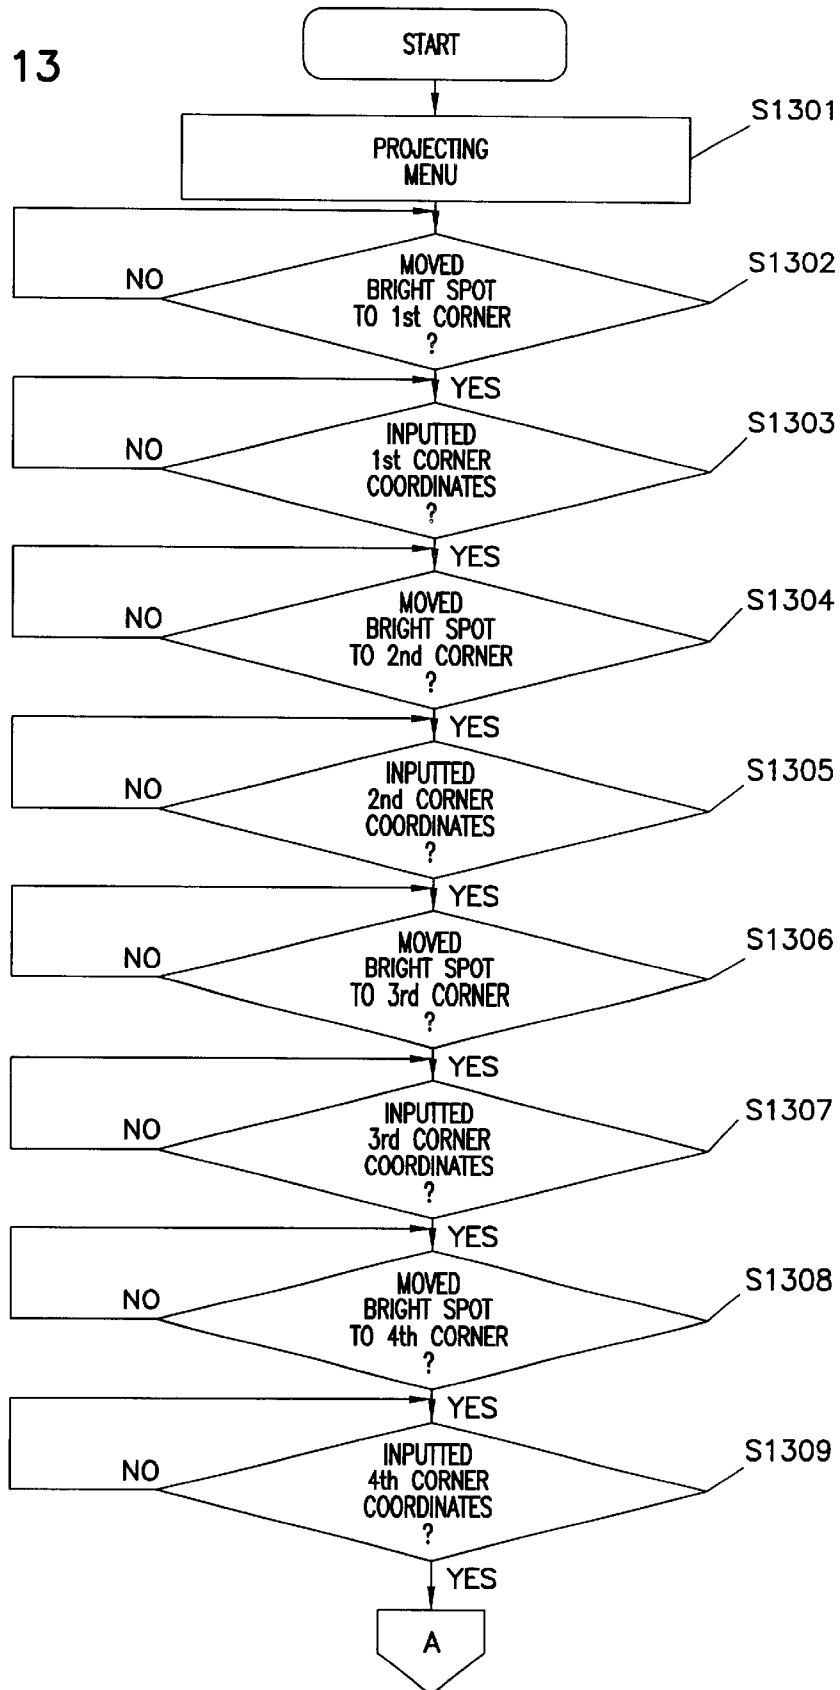 13
START
S1301
PROJECTING
MENU
S1302
NO
MOVED
BRIGHT SPOT
TO 1st CORNER
?
YES
S1303
NO
INPUTTED
1st CORNER
COORDINATES
?
YES
S1304
NO
MOVED
BRIGHT SPOT
TO 2nd CORNER
?
YES
S1305
NO
INPUTTED
2nd CORNER
COORDINATES
?
YES
S1306
NO
MOVED
BRIGHT SPOT
TO 3rd CORNER
?
YES
S1307
NO
INPUTTED
3rd CORNER
COORDINATES
?
YES
S1308
NO
MOVED
BRIGHT SPOT
TO 4th CORNER
?
YES
S1309
NO
INPUTTED
4th CORNER
COORDINATES
?
YES
A